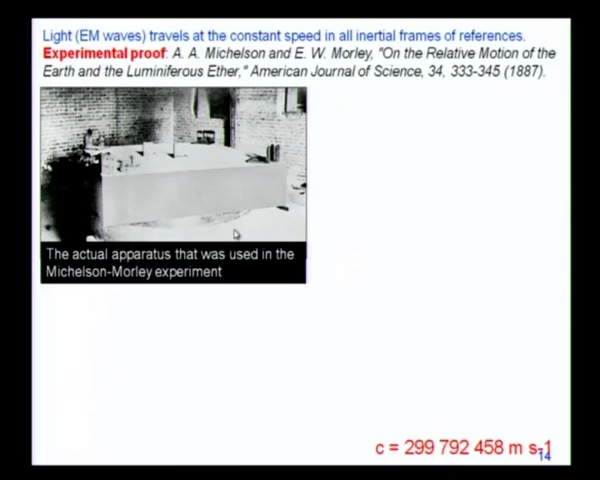 Light (EM waves) travels at the constant speed in all inertial frames of references.
Experimental proof: A. A. Michelson and E. W. Morley, "On the Relative Motion of the
Earth and the Luminiferous Ether," American Journal of Science, 34, 333-345 (1887).
The actual apparatus that was used in the
Michelson-Morley experiment
c = 299 792 458 m s-1
14